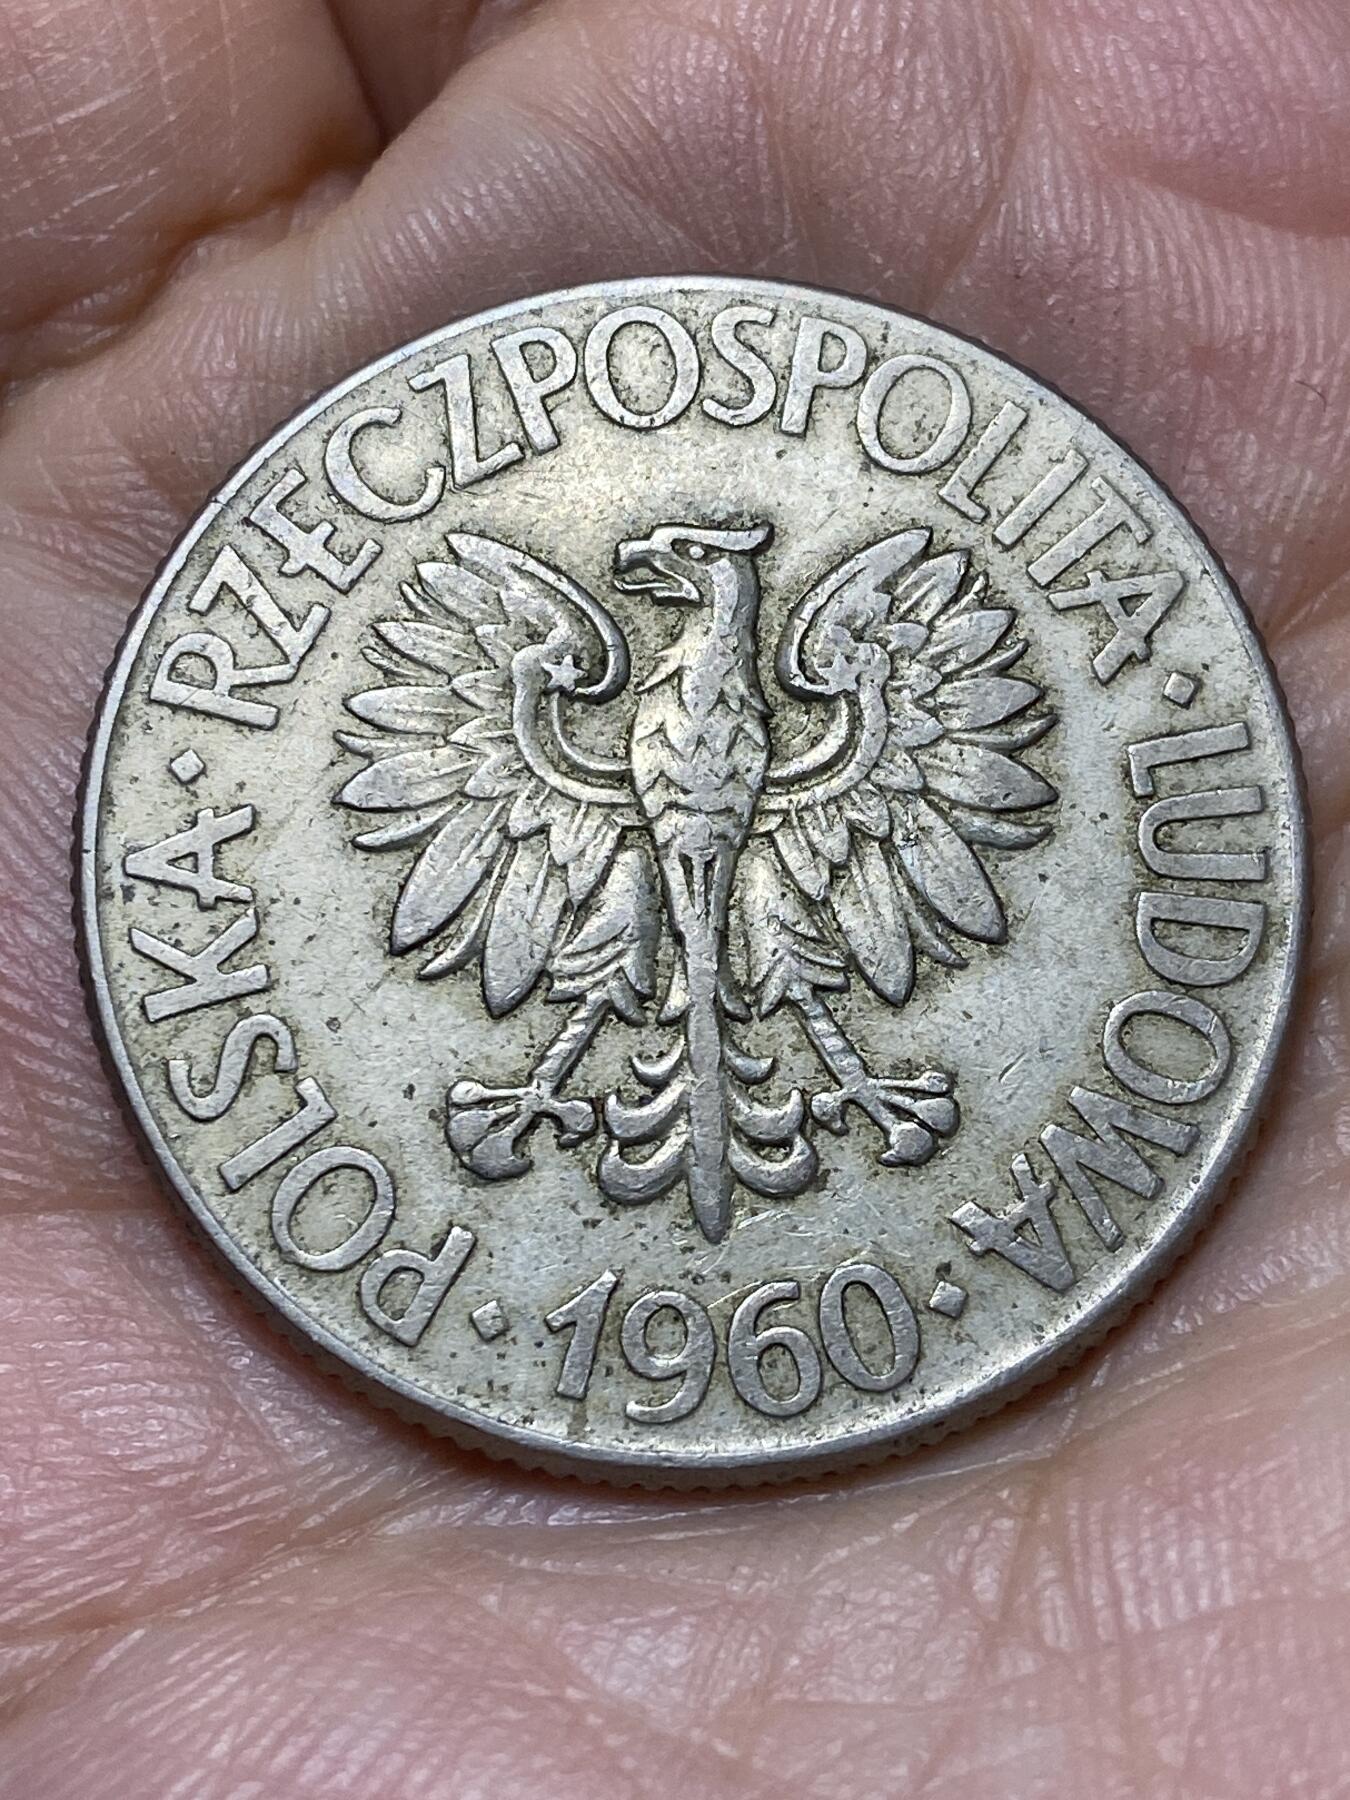 POLSKA · RZECZPOSPOLITA · LUDOWA ·
1960 ·